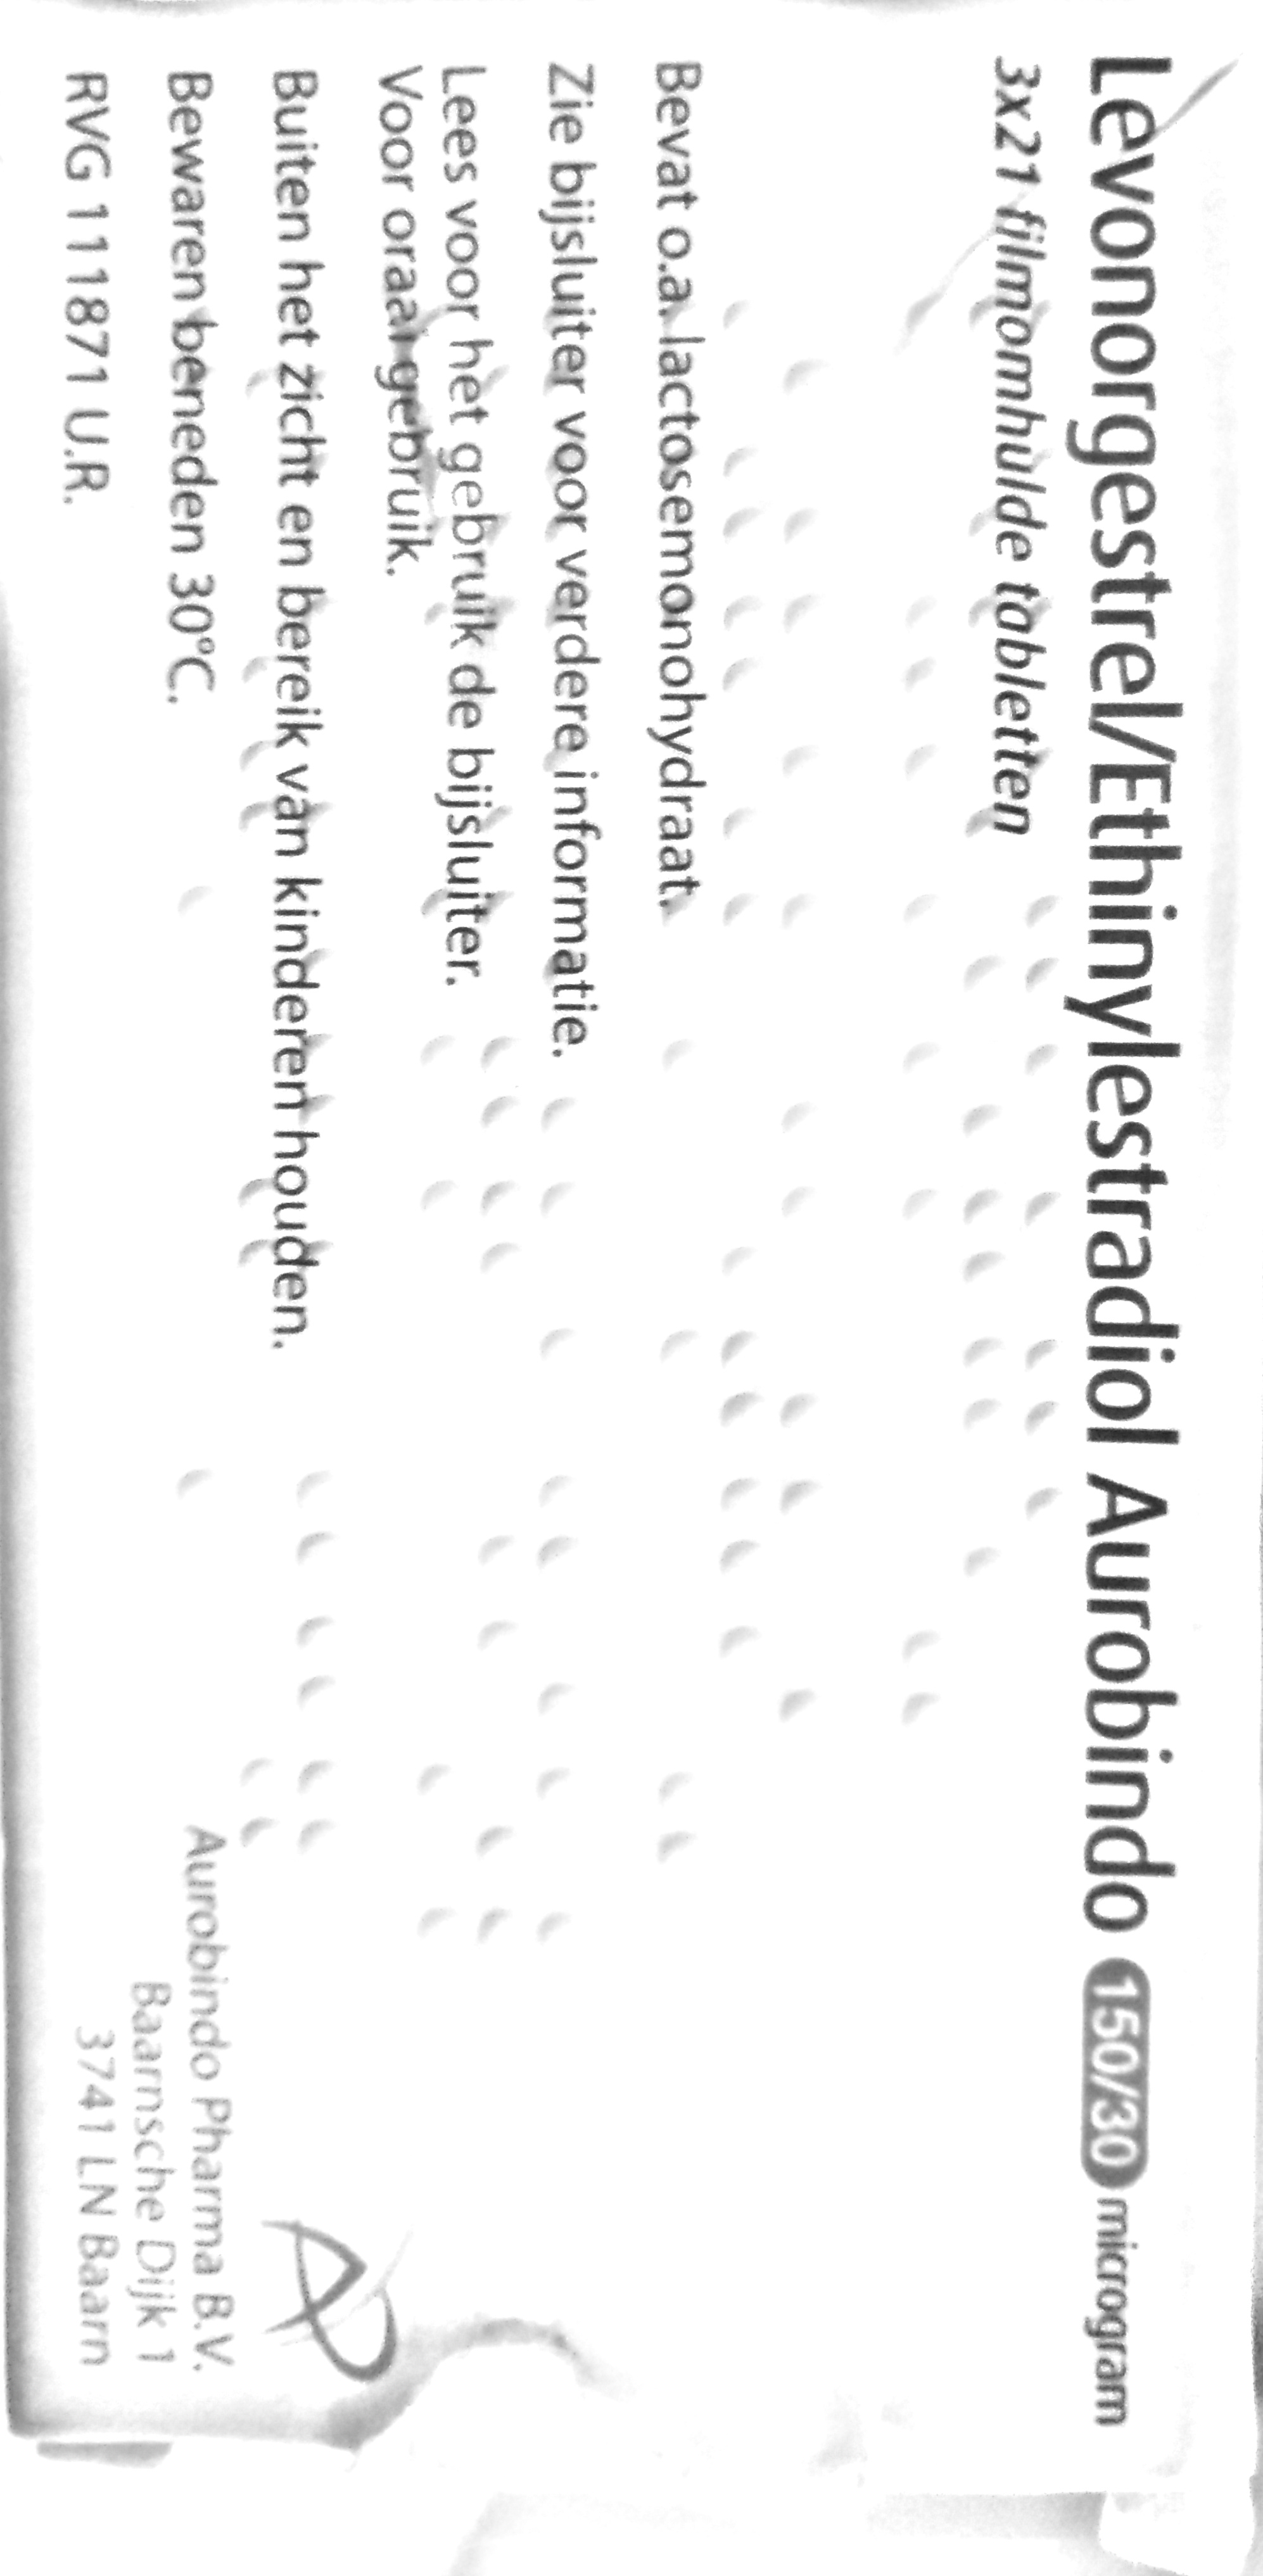 Levonorgestrel/Ethinylestradiol Aurobindo 150/30 microgram
3x21 filmomhulde tabletten
Bevat o.a. lactosemonohydraat.
Zie bijsluiter voor verdere informatie.
Lees voor het gebruik de bijsluiter.
Voor oraal gebruik.
Buiten het zicht en bereik van kinderen houden.
Bewaren beneden 30°C.
RVG 111871 U.R.
Aurobindo Pharma B.V.
Baarnsche Dijk 1
3741 LN Baarn